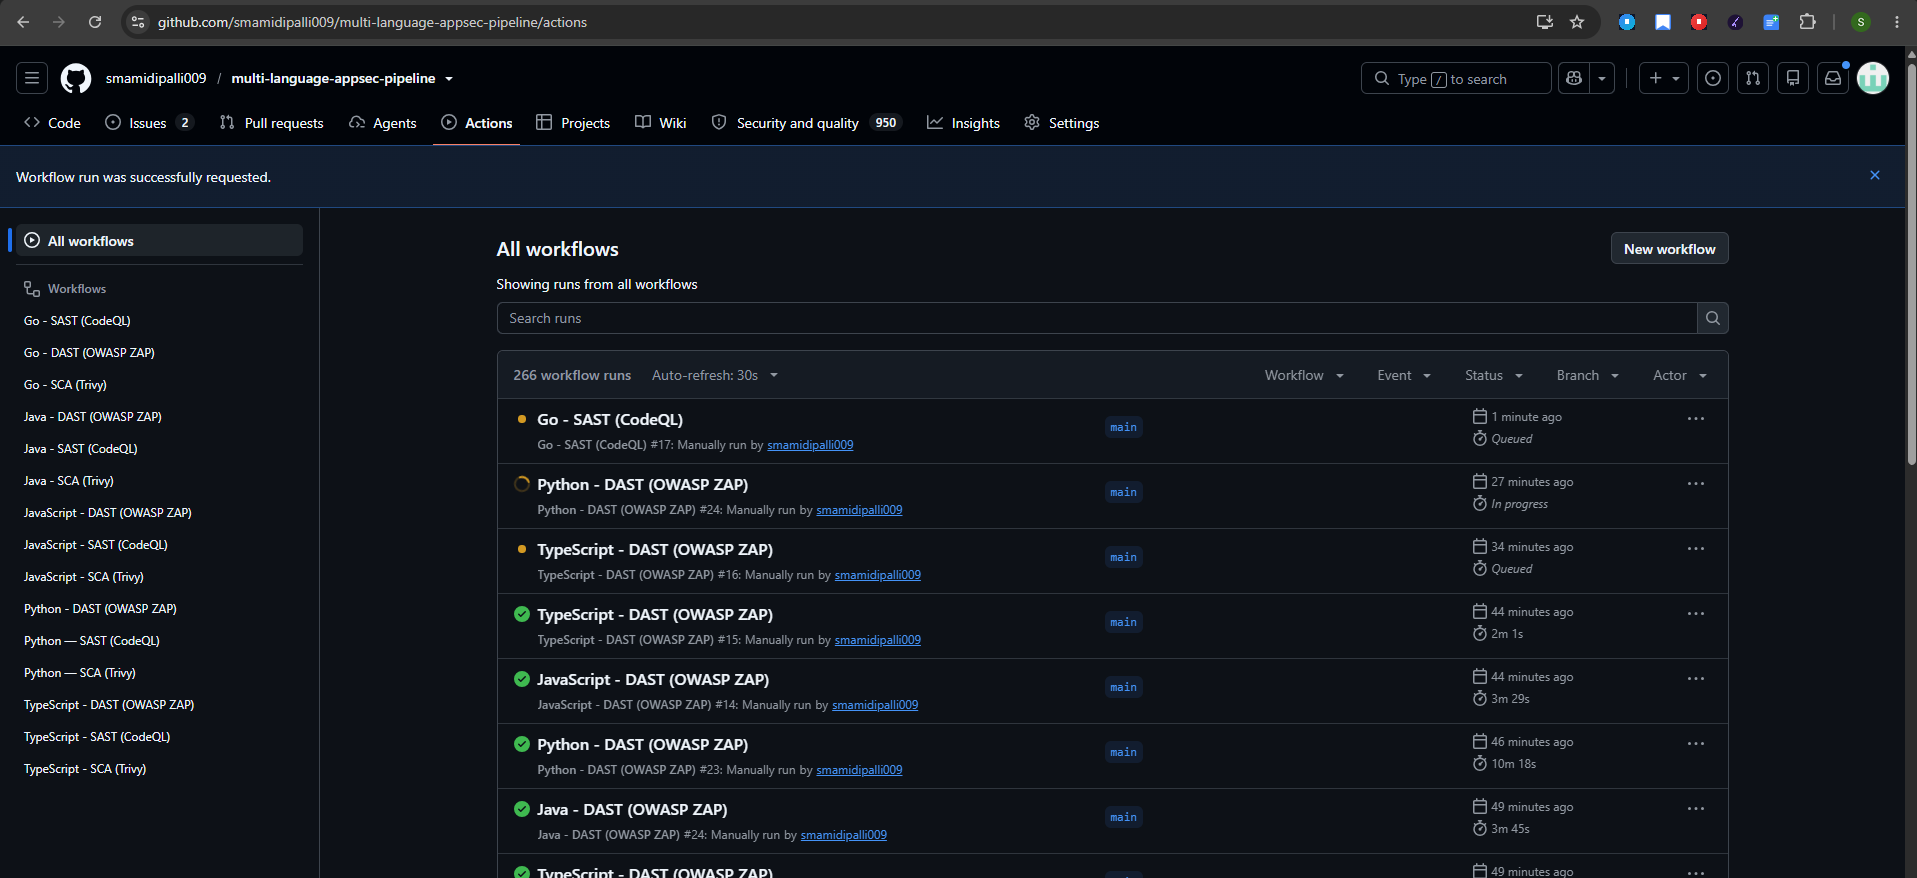 github.com/smamidipalli009/multi-language-appsec-pipeline/actions
S
smamidipalli009 / multi-language-appsec-pipeline
Type / to search
Code
Issues 2
Pull requests
Agents
Actions
Projects
Wiki
Security and quality 950
Insights
Settings
Workflow run was successfully requested.
All workflows
Workflows
Go - SAST (CodeQL)
Go - DAST (OWASP ZAP)
Go - SCA (Trivy)
Java - DAST (OWASP ZAP)
Java - SAST (CodeQL)
Java - SCA (Trivy)
JavaScript - DAST (OWASP ZAP)
JavaScript - SAST (CodeQL)
JavaScript - SCA (Trivy)
Python - DAST (OWASP ZAP)
Python — SAST (CodeQL)
Python — SCA (Trivy)
TypeScript - DAST (OWASP ZAP)
TypeScript - SAST (CodeQL)
TypeScript - SCA (Trivy)
All workflows
New workflow
Showing runs from all workflows
Search runs
266 workflow runs Auto-refresh: 30s Workflow Event Status Branch Actor
Go - SAST (CodeQL)
Go - SAST (CodeQL) #17: Manually run by smamidipalli009
main
1 minute ago
Queued
Python - DAST (OWASP ZAP)
Python - DAST (OWASP ZAP) #24: Manually run by smamidipalli009
main
27 minutes ago
In progress
TypeScript - DAST (OWASP ZAP)
TypeScript - DAST (OWASP ZAP) #16: Manually run by smamidipalli009
main
34 minutes ago
Queued
TypeScript - DAST (OWASP ZAP)
TypeScript - DAST (OWASP ZAP) #15: Manually run by smamidipalli009
main
44 minutes ago
2m 1s
JavaScript - DAST (OWASP ZAP)
JavaScript - DAST (OWASP ZAP) #14: Manually run by smamidipalli009
main
44 minutes ago
3m 29s
Python - DAST (OWASP ZAP)
Python - DAST (OWASP ZAP) #23: Manually run by smamidipalli009
main
46 minutes ago
10m 18s
Java - DAST (OWASP ZAP)
Java - DAST (OWASP ZAP) #24: Manually run by smamidipalli009
main
49 minutes ago
3m 45s
TypeScript - DAST (OWASP ZAP)
49 minutes ago